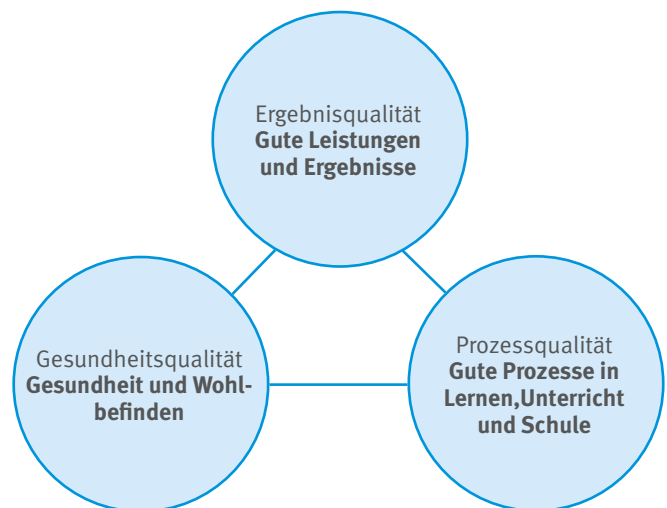 Ergebnisqualität
Gute Leistungen
und Ergebnisse
Gesundheitsqualität
Gesundheit und Wohl-
befinden
Prozessqualität
Gute Prozesse in
Lernen,Unterricht
und Schule